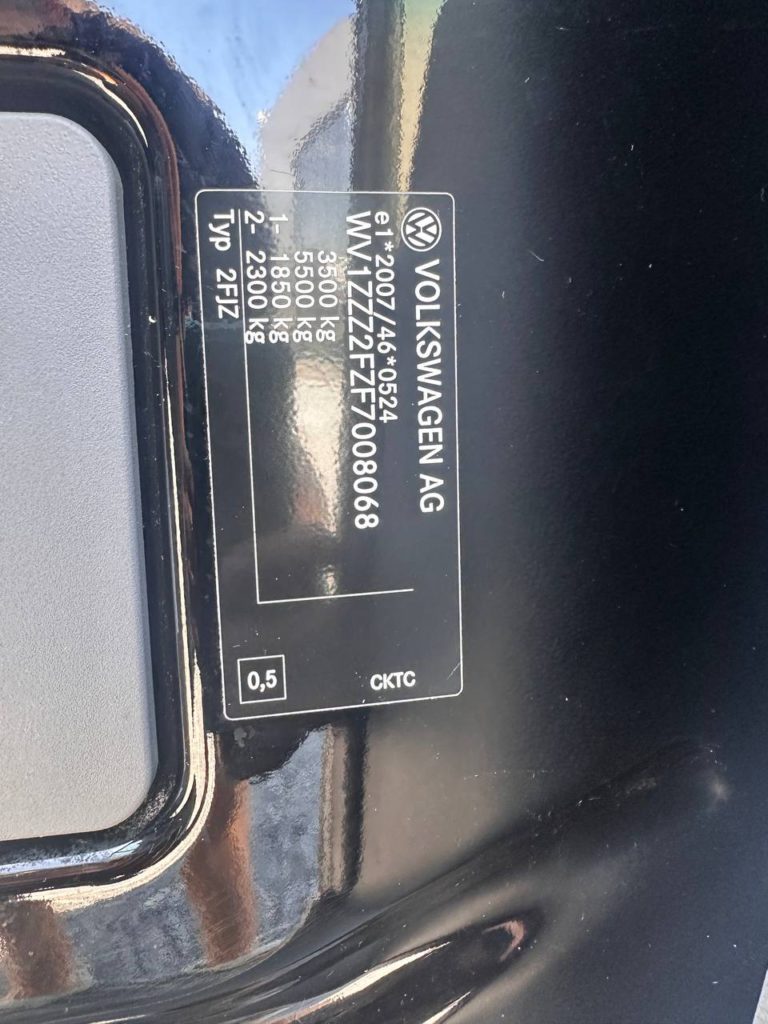 VOLKSWAGEN AG
e1*2007/46*0524
WV1ZZZ2FZF7008068
3500 kg
5500 kg
1- 1850 kg
2- 2300 kg
Typ 2FJZ
CKTC
0,5